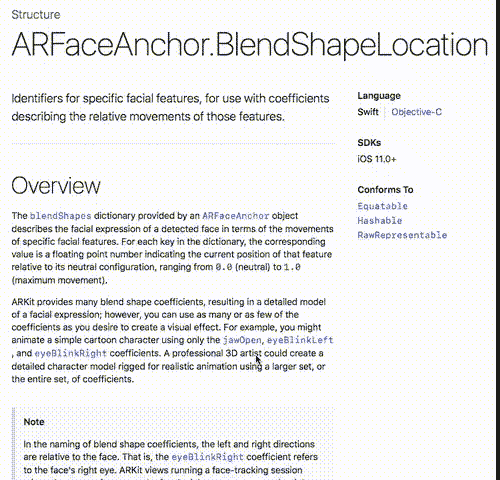 Structure
ARFaceAnchor.BlendShapeLocation
Identifiers for specific facial features, for use with coefficients
describing the relative movements of those features.
Language
Swift | Objective-C
SDKs
iOS 11.0+
Conforms To
Equatable
Hashable
RawRepresentable
Overview
The blendShapes dictionary provided by an ARFaceAnchor object
describes the facial expression of a detected face in terms of the movements
of specific facial features. For each key in the dictionary, the corresponding
value is a floating point number indicating the current position of that feature
relative to its neutral configuration, ranging from 0.0 (neutral) to 1.0
(maximum movement).
ARKit provides many blend shape coefficients, resulting in a detailed model
of a facial expression; however, you can use as many or as few of the
coefficients as you desire to create a visual effect. For example, you might
animate a simple cartoon character using only the jawOpen, eyeBlinkLeft
, and eyeBlinkRight coefficients. A professional 3D artist could create a
detailed character model rigged for realistic animation using a larger set, or
the entire set, of coefficients.
Note
In the naming of blend shape coefficients, the left and right directions
are relative to the face. That is, the eyeBlinkRight coefficient refers
to the face's right eye. ARKit views running a face-tracking session